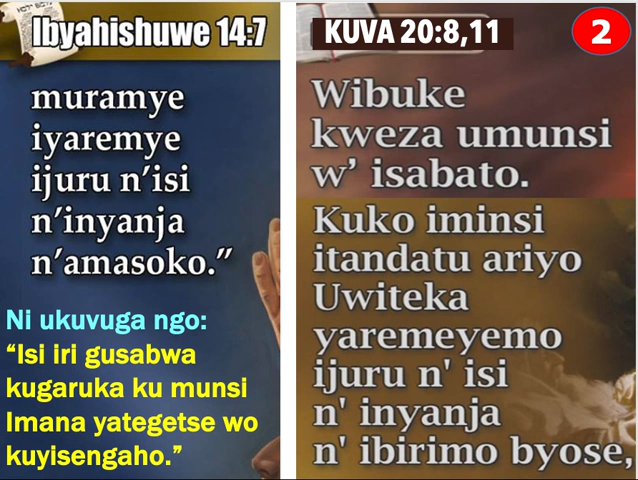 Ibyahishuwe 14:7
muramye
iyaremye
ijuru n’isi
n’inyanja
n’amasoko.”
Ni ukuvuga ngo:
“Isi iri gusabwa
kugaruka ku munsi
Imana yategetse wo
kuyisengaho.”
KUVA 20:8,11
2
Wibuke
kweza umunsi
w’ isabato.
Kuko iminsi
itandatu ariyo
Uwiteka
yaremeyemo
ijuru n' isi
n' inyanja
n' ibirimo byose,